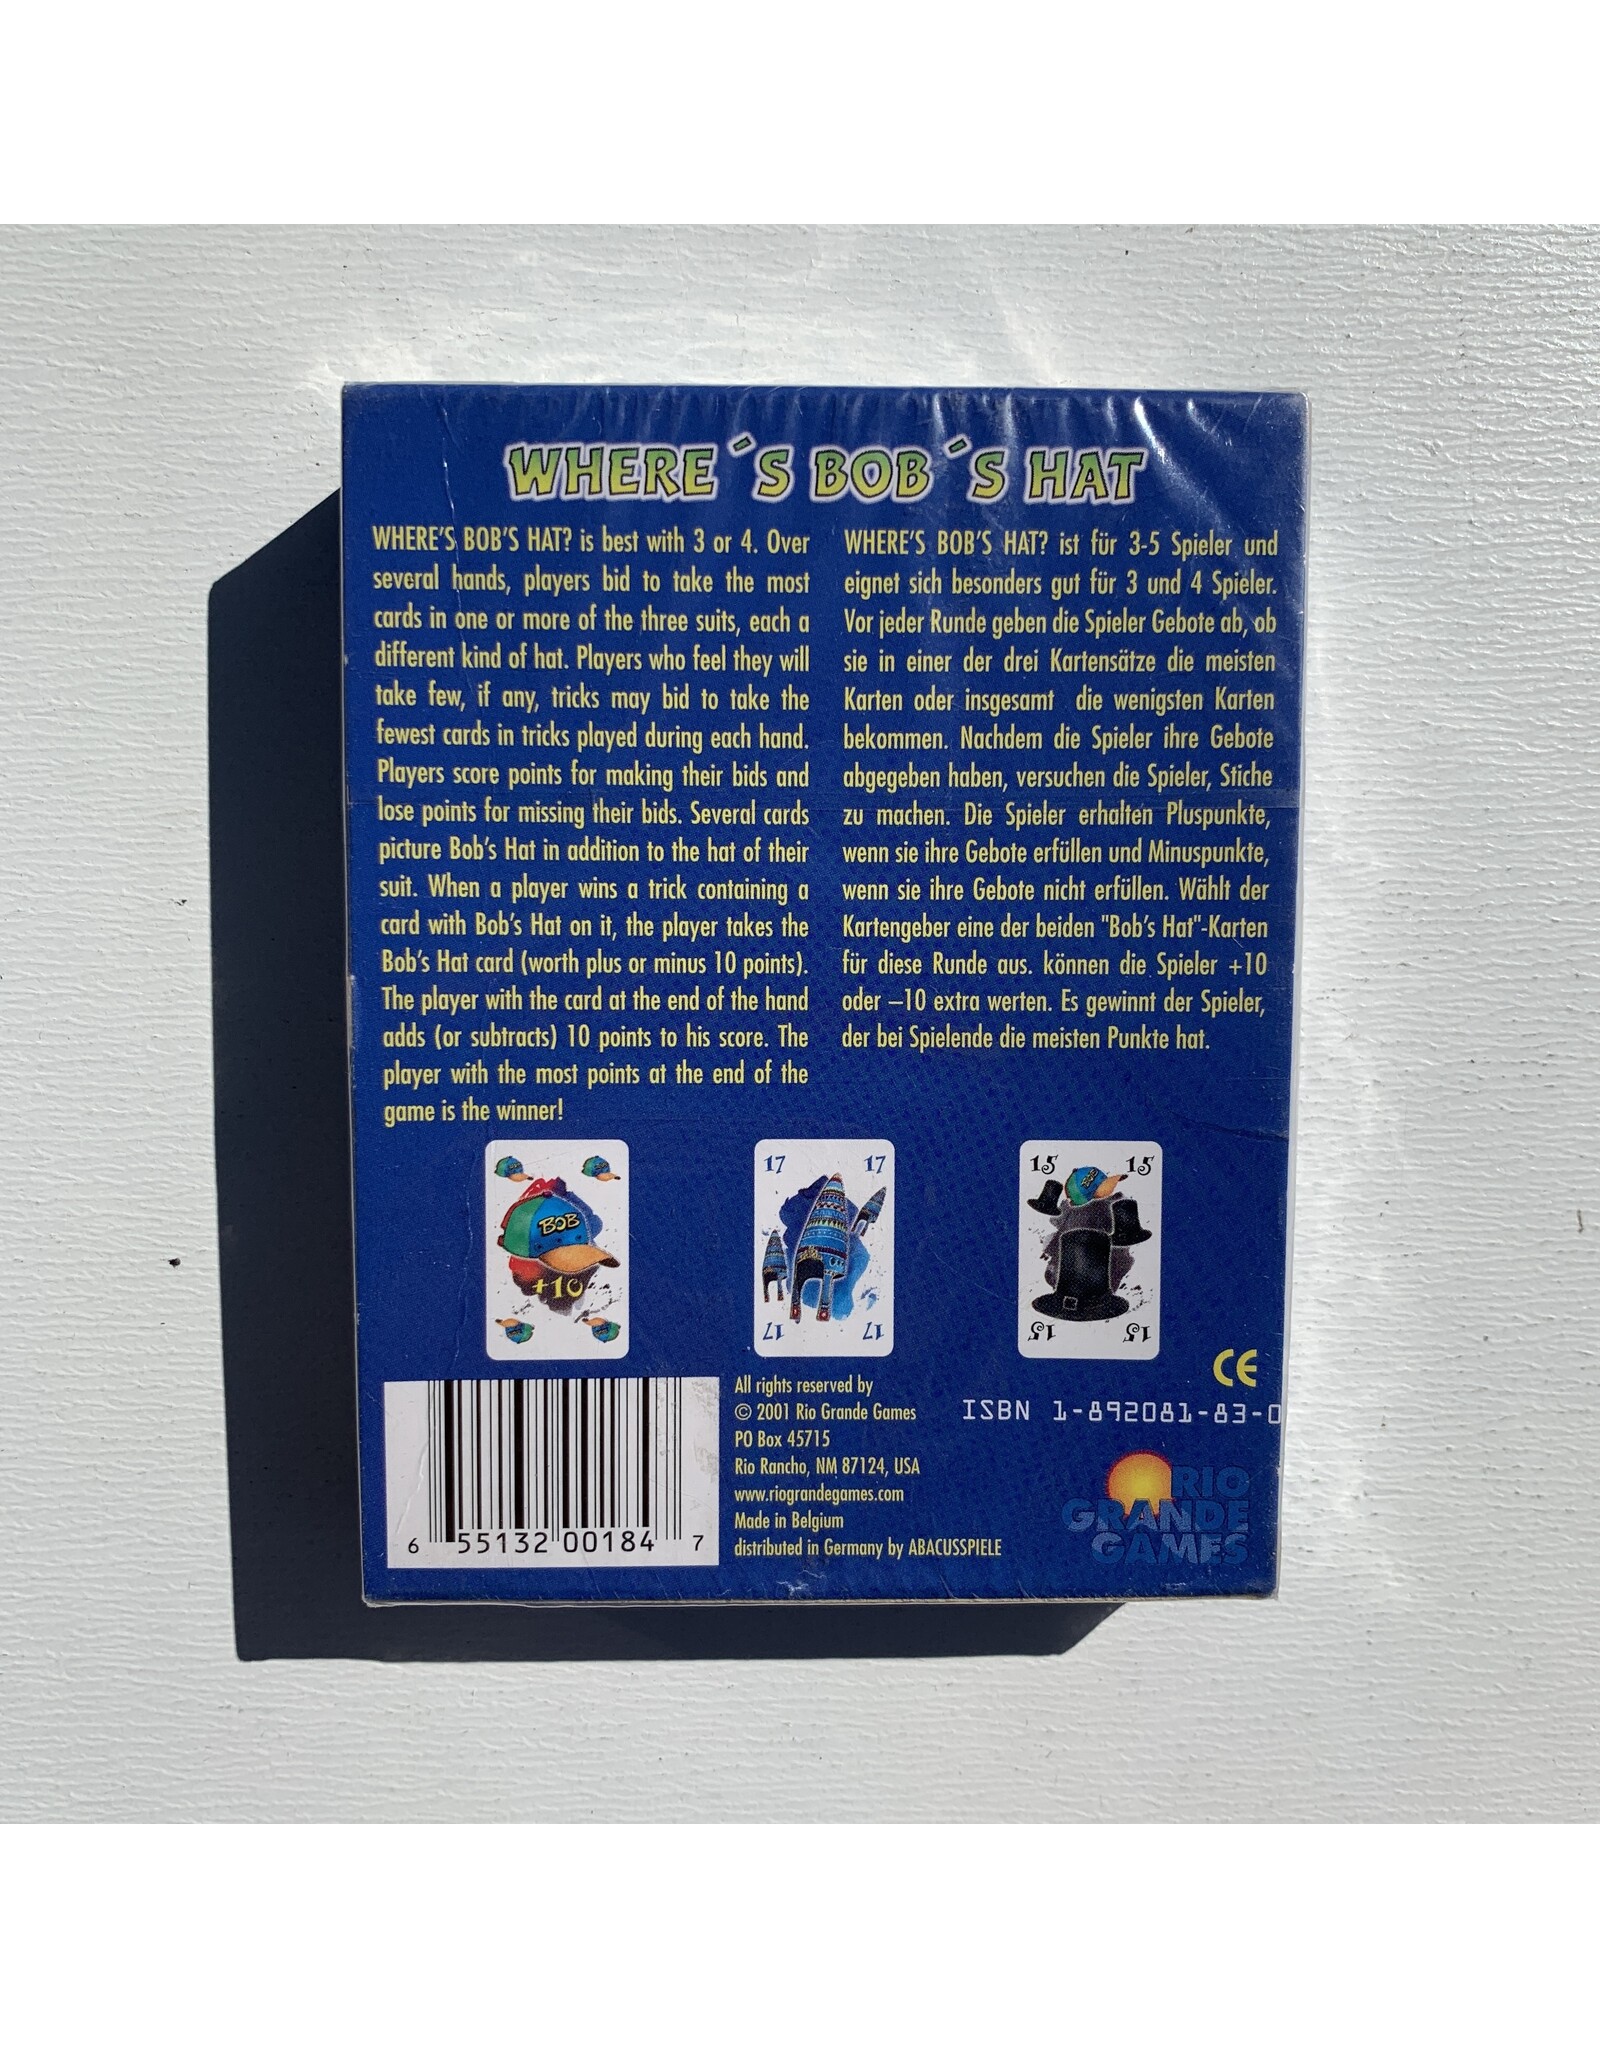 WHERE´S BOB´S HAT
WHERE'S BOB'S HAT? is best with 3 or 4. Over
several hands, players bid to take the most
cards in one or more of the three suits, each a
different kind of hat. Players who feel they will
take few, if any, tricks may bid to take the
fewest cards in tricks played during each hand.
Players score points for making their bids and
lose points for missing their bids. Several cards
picture Bob's Hat in addition to the hat of their
suit. When a player wins a trick containing a
card with Bob's Hat on it, the player takes the
Bob's Hat card (worth plus or minus 10 points).
The player with the card at the end of the hand
adds (or subtracts) 10 points to his score. The
player with the most points at the end of the
game is the winner!
WHERE'S BOB'S HAT? ist für 3-5 Spieler und
eignet sich besonders gut für 3 und 4 Spieler.
Vor jeder Runde geben die Spieler Gebote ab, ob
sie in einer der drei Kartensätze die meisten
Karten oder insgesamt die wenigsten Karten
bekommen. Nachdem die Spieler ihre Gebote
abgegeben haben, versuchen die Spieler, Stiche
zu machen. Die Spieler erhalten Pluspunkte,
wenn sie ihre Gebote erfüllen und Minuspunkte,
wenn sie ihre Gebote nicht erfüllen. Wählt der
Kartengeber eine der beiden "Bob's Hat"-Karten
für diese Runde aus. können die Spieler +10
oder –10 extra werten. Es gewinnt der Spieler,
der bei Spielende die meisten Punkte hat.
BOB
+10
17 17
17 17
15 15
BOB
15 15
CE
6 55132 00184 7
All rights reserved by
© 2001 Rio Grande Games
PO Box 45715
Rio Rancho, NM 87124, USA
www.riograndegames.com
Made in Belgium
distributed in Germany by ABACUSSPIELE
ISBN 1-892081-83-0
RIO
GRANDE
GAMES